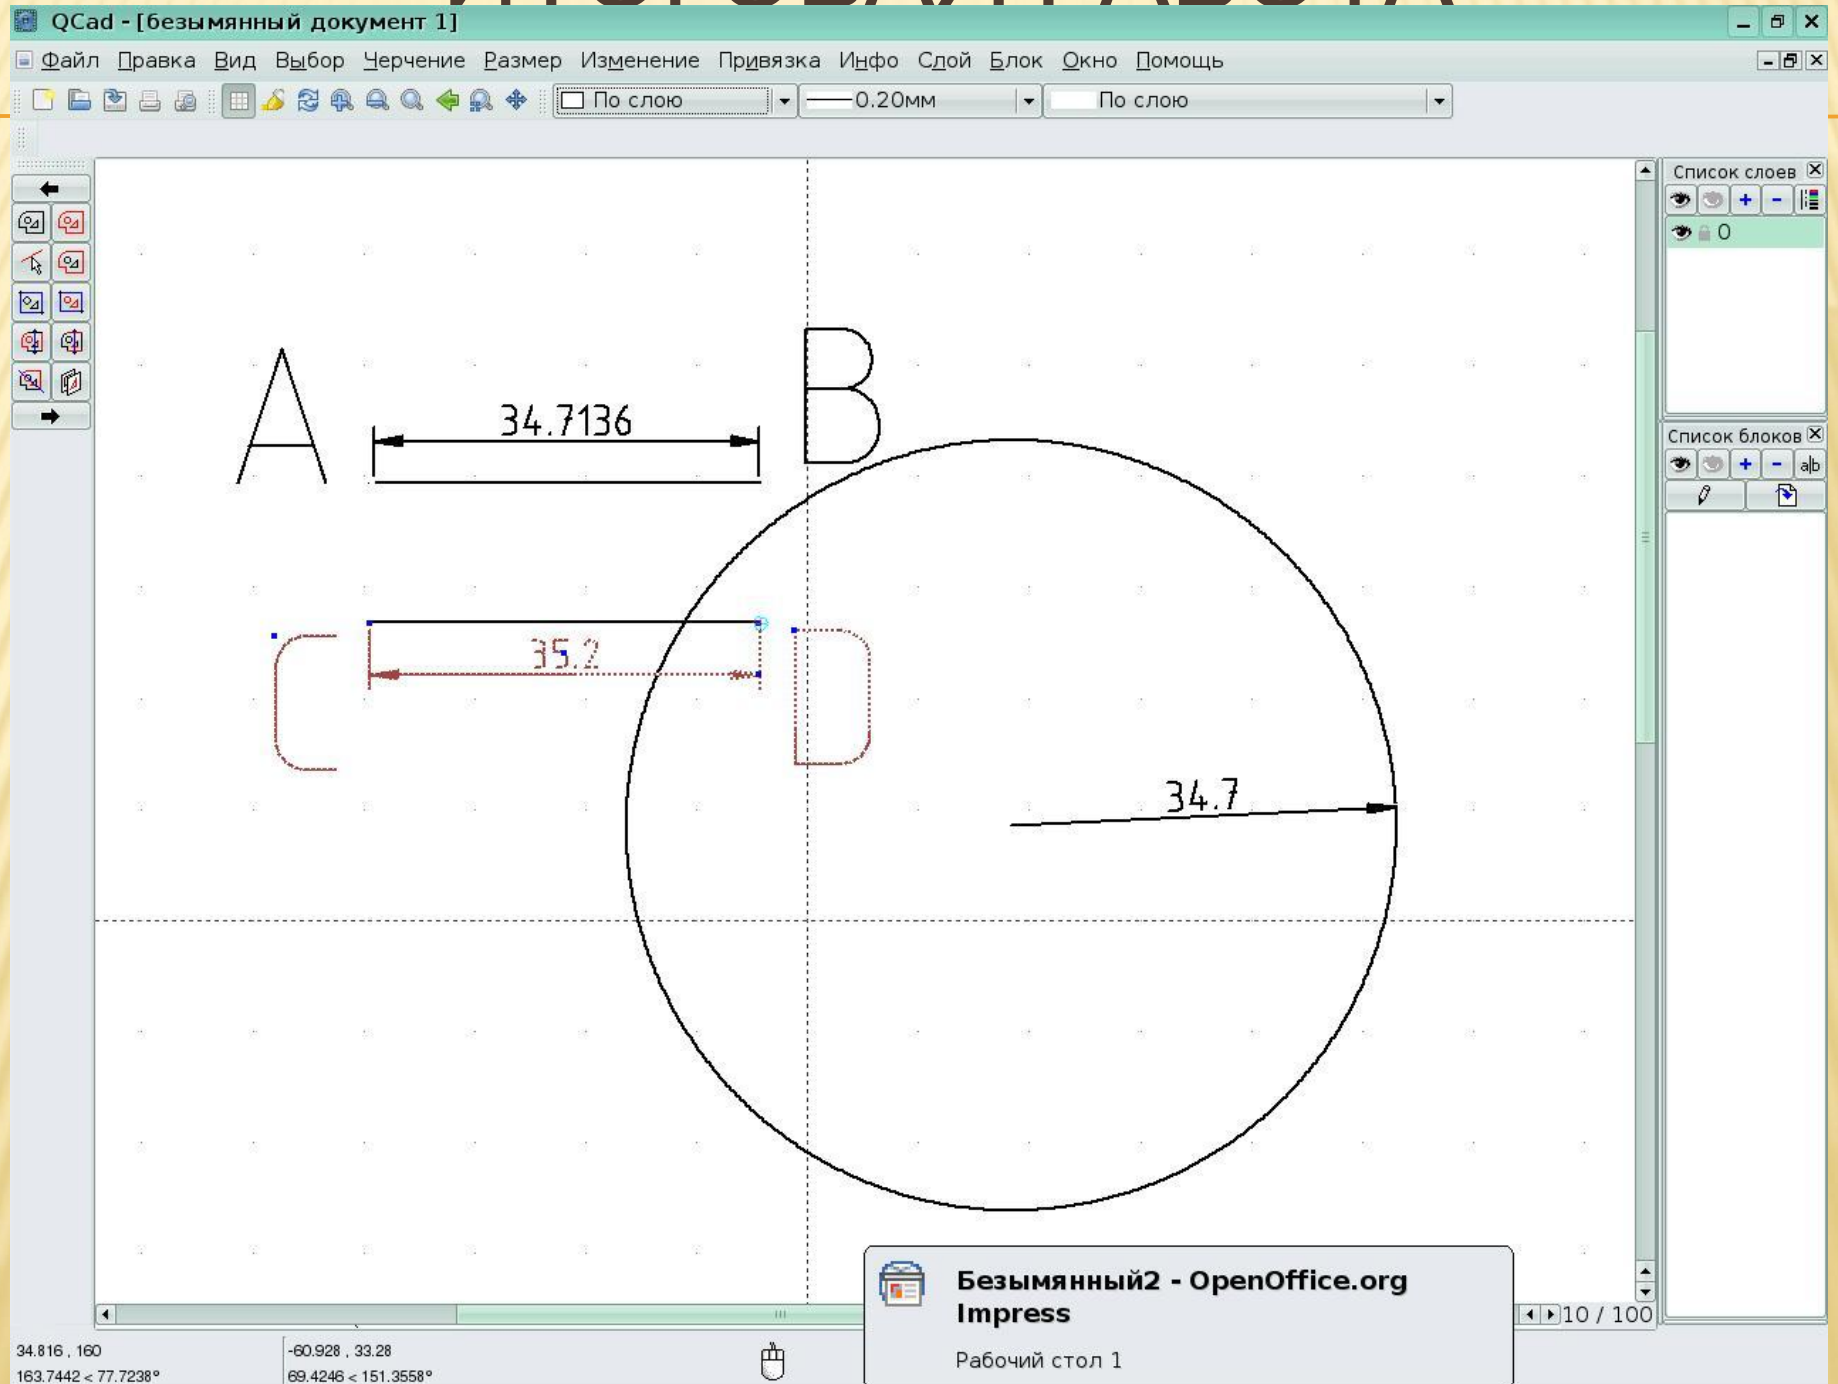 ИТОГОВАЯ РАБОТА
QCad - [безымянный документ 1]
Файл Правка Вид Выбор Черчение Размер Изменение Привязка Инфо Слой Блок Окно Помощь
По слою 0.20мм По слою
Список слоев
0
Список блоков
a|b
A 34.7136 B
C 35.2 D
34.7
10 / 100
Безымянный2 - OpenOffice.org
Impress
Рабочий стол 1
34.816 , 160 -60.928 , 33.28
163.7442 < 77.7238° 69.4246 < 151.3558°